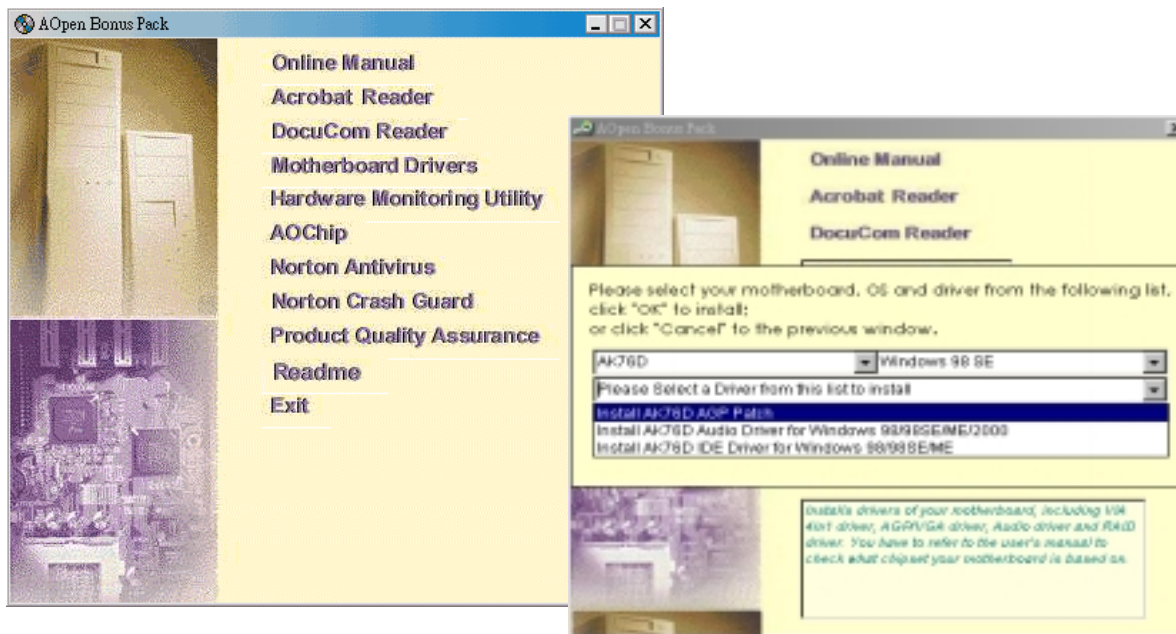 AOpen Bonus Pack
Online Manual
Acrobat Reader
DocuCom Reader
Motherboard Drivers
Hardware Monitoring Utility
AOChip
Norton Antivirus
Norton Crash Guard
Product Quality Assurance
Readme
Exit
AOpen Bonus Pack
Online Manual
Acrobat Reader
DocuCom Reader
Please select your motherboard, OS and driver from the following list,
click "OK" to install;
or click "Cancel" to the previous window.
AK76D
Windows 98 SE
Please Select a Driver from this list to install
Install AK76D AGP Patch
Install AK76D Audio Driver for Windows 98/98SE/ME/2000
Install AK76D IDE Driver for Windows 98/98SE/ME
Installs drivers of your motherboard, including VIA
4in1 driver, AGP/VGA driver, Audio driver and RAID
driver. You have to refer to the user's manual to
check what chipset your motherboard is based on.